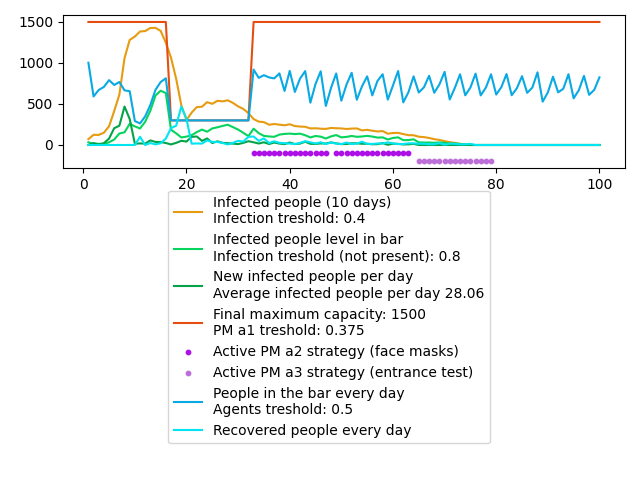 1500
1000
500
0
0
20
40
60
80
100
Infected people (10 days)
Infection treshold: 0.4
Infected people level in bar
Infection treshold (not present): 0.8
New infected people per day
Average infected people per day 28.06
Final maximum capacity: 1500
PM a1 treshold: 0.375
Active PM a2 strategy (face masks)
Active PM a3 strategy (entrance test)
People in the bar every day
Agents treshold: 0.5
Recovered people every day